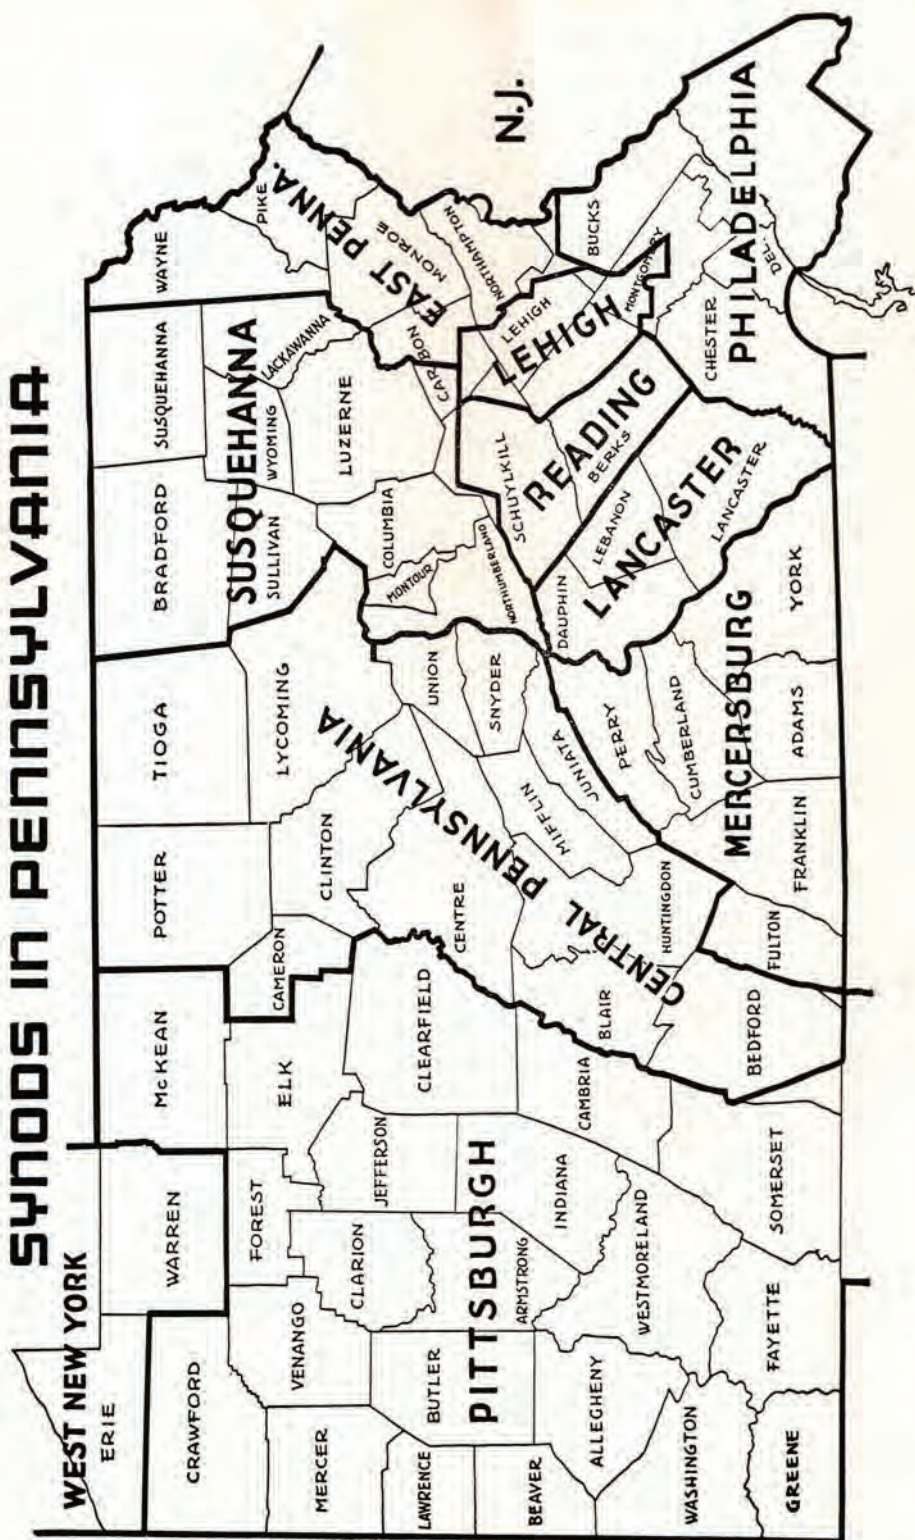 SYNODS IN PENNSYLVANIA
WEST NEW YORK
ERIE
CRAWFORD
WARREN
McKEAN
POTTER
TIOGA
BRADFORD
SUSQUEHANNA
WAYNE
PIKE
MERCER
VENANGO
FOREST
ELK
CAMERON
CLINTON
LYCOMING
SULLIVAN
SUSQUEHANNA
WYOMING
LACKAWANNA
EAST PENNA.
MONROE
LAWRENCE
BUTLER
CLARION
JEFFERSON
CLEARFIELD
CENTRE
CENTRAL PENNSYLVANIA
UNION
MONTOUR
COLUMBIA
LUZERNE
CARBON
NORTHAMPTON
N.J.
BEAVER
PITTSBURGH
ARMSTRONG
INDIANA
CAMBRIA
BLAIR
HUNTINGDON
MIFFLIN
JUNIATA
SNYDER
NORTHUMBERLAND
SCHUYLKILL
LEHIGH
LEHIGH
BUCKS
ALLEGHENY
WESTMORELAND
PERRY
DAUPHIN
LEBANON
READING
BERKS
MONTGOMERY
WASHINGTON
BEDFORD
FULTON
CUMBERLAND
MERCERSBURG
LANCASTER
LANCASTER
CHESTER
PHILADELPHIA
DEL.
GREENE
FAYETTE
SOMERSET
FRANKLIN
ADAMS
YORK